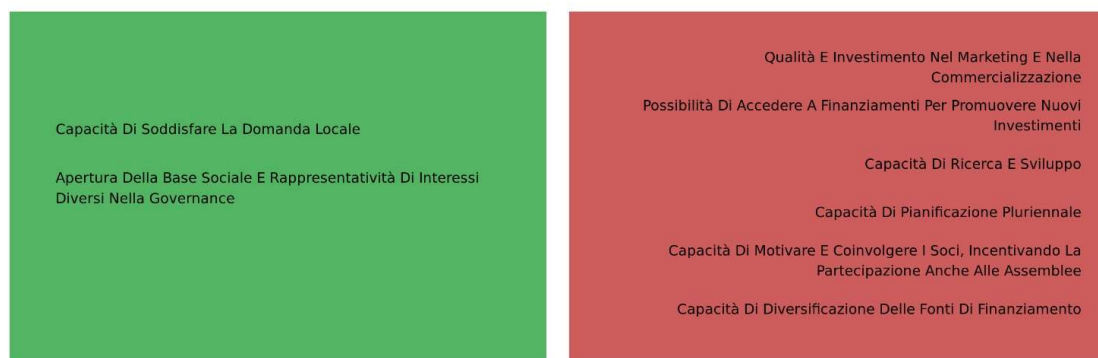 Capacità Di Soddisfare La Domanda Locale
Apertura Della Base Sociale E Rappresentatività Di Interessi
Diversi Nella Governance
Qualità E Investimento Nel Marketing E Nella
Commercializzazione
Possibilità Di Accedere A Finanziamenti Per Promuovere Nuovi
Investimenti
Capacità Di Ricerca E Sviluppo
Capacità Di Pianificazione Pluriennale
Capacità Di Motivare E Coinvolgere I Soci, Incentivando La
Partecipazione Anche Alle Assemblee
Capacità Di Diversificazione Delle Fonti Di Finanziamento